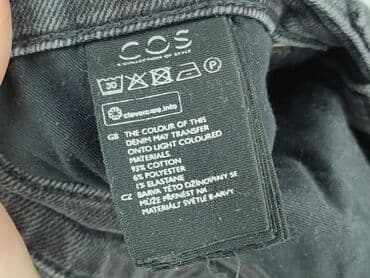 COS
A COLLECTION OF STYLE
30
P
clevercare.info
GB THE COLOUR OF THIS
DENIM MAY TRANSFER
ONTO LIGHT COLOURED
MATERIALS
93% COTTON
6% POLYESTER
1% ELASTANE
CZ BARVA TÉTO DŽÍNOVINY SE
MŮŽE PŘENÉST NA
MATERIÁLY SVĚTLÉ BARVY.